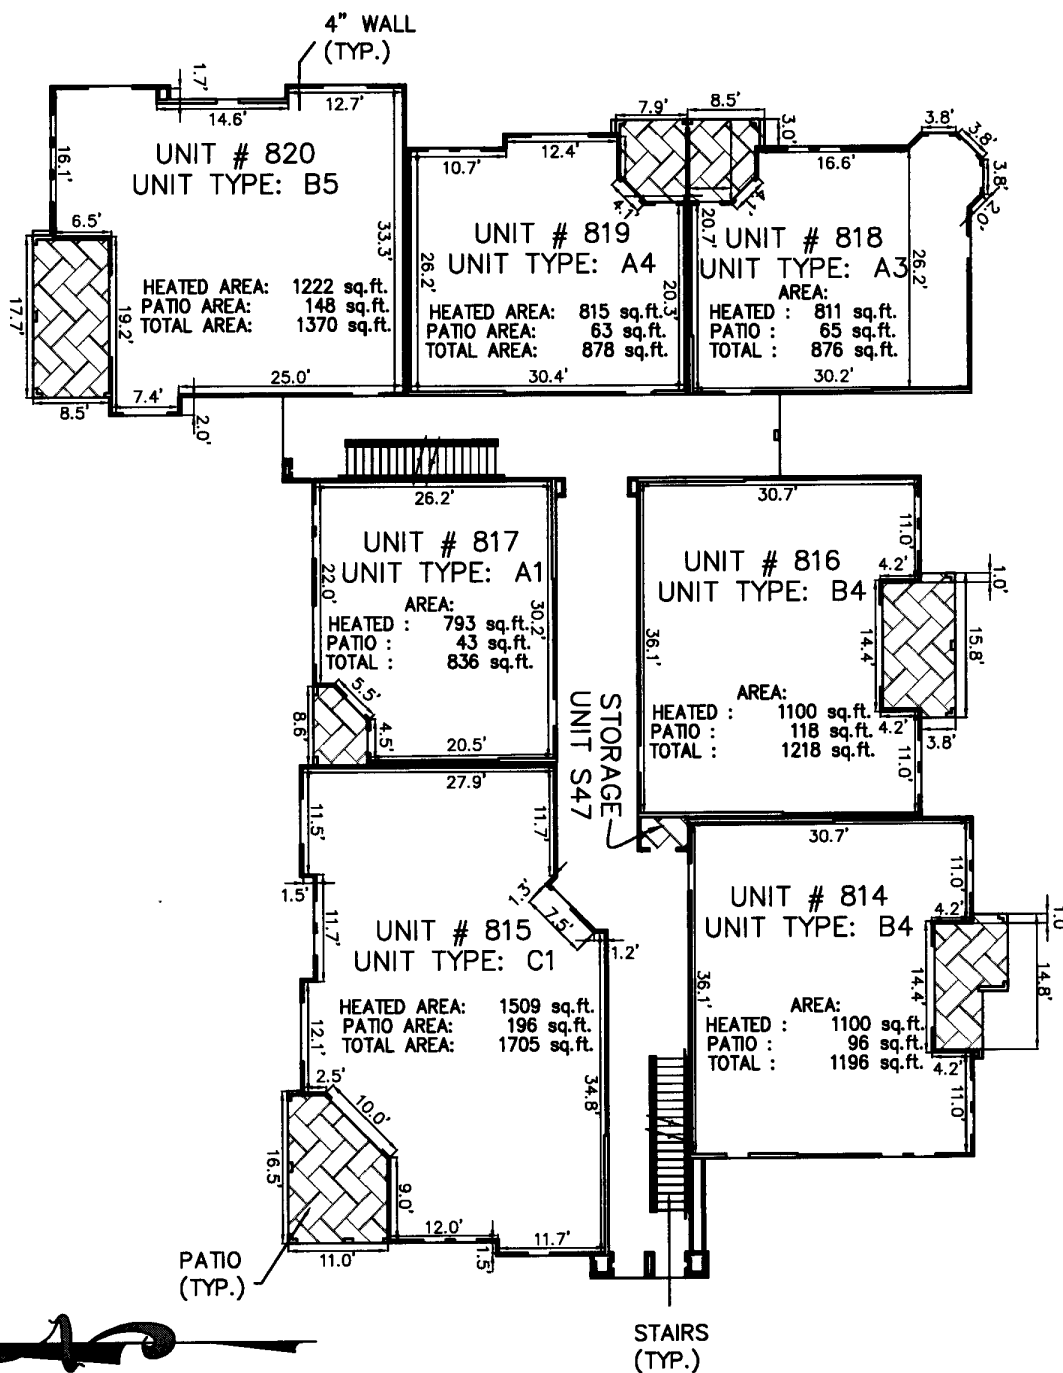 4" WALL
(TYP.)
1.7'
14.6'
12.7'
16.1'
UNIT # 820
UNIT TYPE: B5
6.5'
33.3'
17.7'
19.2'
HEATED AREA: 1222 sq.ft.
PATIO AREA: 148 sq.ft.
TOTAL AREA: 1370 sq.ft.
8.5'
7.4'
25.0'
2.0'
10.7'
12.4'
7.9'
8.5'
3.0'
4.1'
4.1'
UNIT # 819
UNIT TYPE: A4
26.2'
20.3'
HEATED AREA: 815 sq.ft.
PATIO AREA: 63 sq.ft.
TOTAL AREA: 878 sq.ft.
30.4'
16.6'
3.8'
3.8'
3.8'
2.0'
20.7'
UNIT # 818
UNIT TYPE: A3
26.2'
AREA:
HEATED : 811 sq.ft.
PATIO : 65 sq.ft.
TOTAL : 876 sq.ft.
30.2'
26.2'
UNIT # 817
UNIT TYPE: A1
22.0'
30.2'
AREA:
HEATED : 793 sq.ft.
PATIO : 43 sq.ft.
TOTAL : 836 sq.ft.
5.5'
8.6'
4.5'
20.5'
30.7'
11.0'
UNIT # 816
UNIT TYPE: B4
4.2'
1.0'
36.1'
14.4'
15.8'
AREA:
HEATED : 1100 sq.ft.
PATIO : 118 sq.ft.
TOTAL : 1218 sq.ft.
4.2'
3.8'
11.0'
STORAGE
UNIT S47
27.9'
11.5'
11.7'
1.5'
1.3'
7.5'
11.7'
1.2'
UNIT # 815
UNIT TYPE: C1
HEATED AREA: 1509 sq.ft.
PATIO AREA: 196 sq.ft.
TOTAL AREA: 1705 sq.ft.
12.1'
2.5'
10.0'
34.8'
16.5'
9.0'
12.0'
11.0'
1.5'
11.7'
30.7'
11.0'
UNIT # 814
UNIT TYPE: B4
4.2'
1.0
36.1'
14.4'
14.8'
AREA:
HEATED : 1100 sq.ft.
PATIO : 96 sq.ft.
TOTAL : 1196 sq.ft.
4.2'
11.0'
PATIO
(TYP.)
STAIRS
(TYP.)